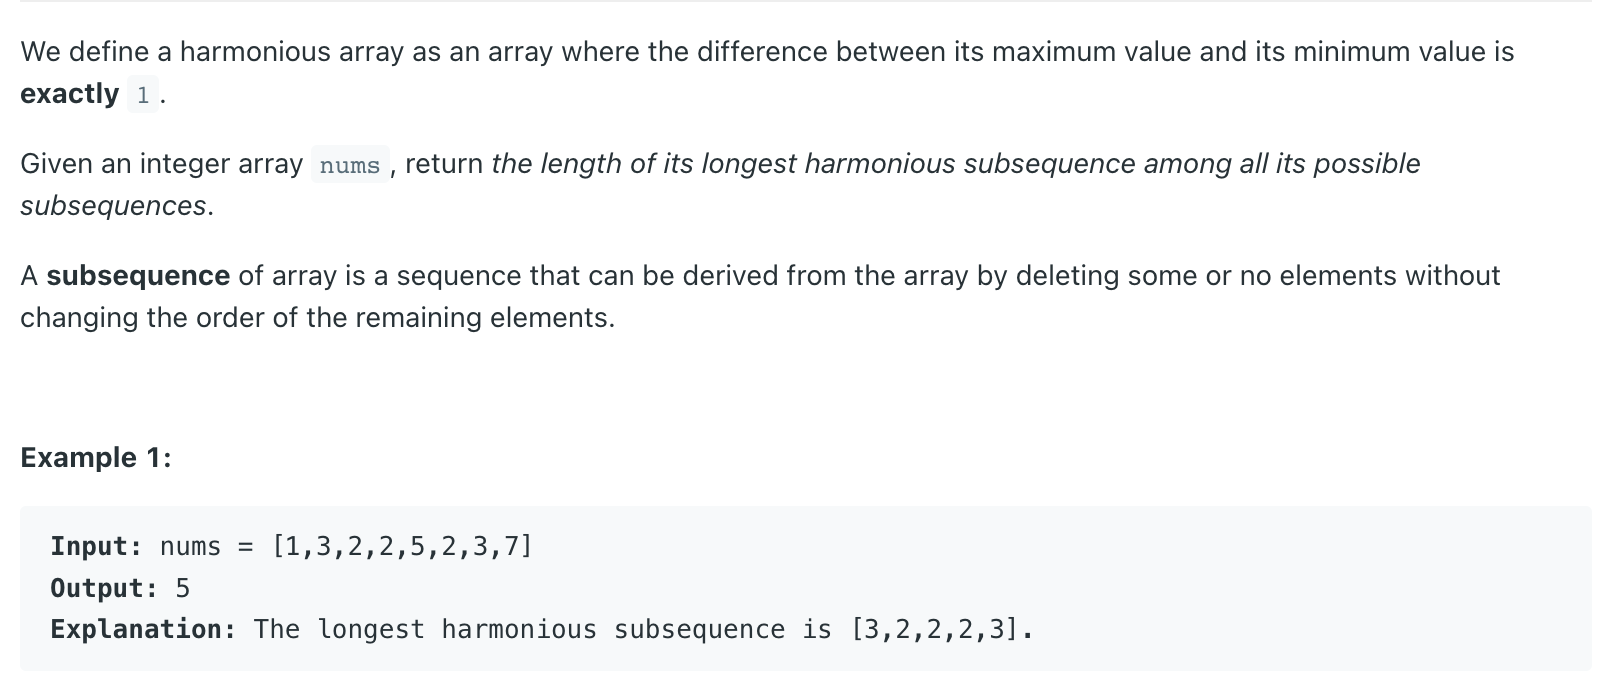 We define a harmonious array as an array where the difference between its maximum value and its minimum value is
exactly 1.
Given an integer array nums, return the length of its longest harmonious subsequence among all its possible
subsequences.
A subsequence of array is a sequence that can be derived from the array by deleting some or no elements without
changing the order of the remaining elements.
Example 1:
Input: nums = [1,3,2,2,5,2,3,7]
Output: 5
Explanation: The longest harmonious subsequence is [3,2,2,2,3].